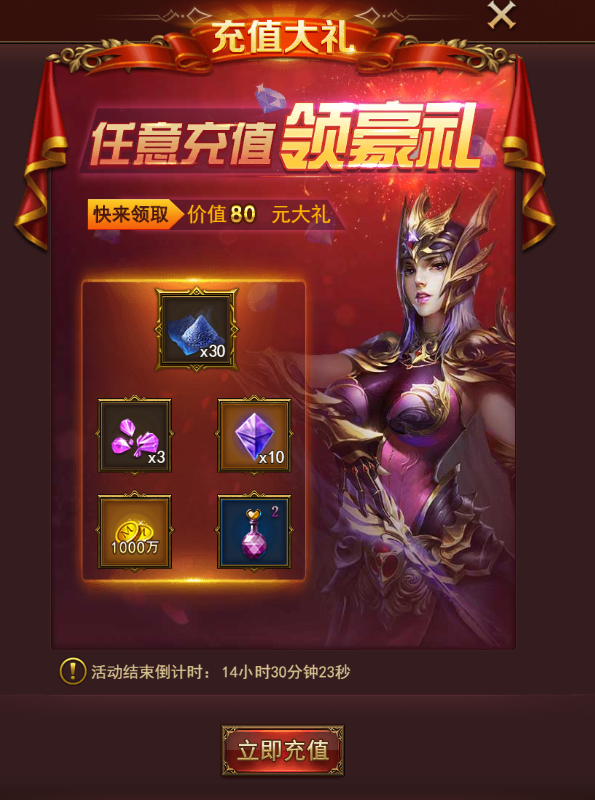 充值大礼
任意充值领豪礼
快来领取 价值80 元大礼
x30
x3
x10
1000万
2
活动结束倒计时：14小时30分钟23秒
立即充值